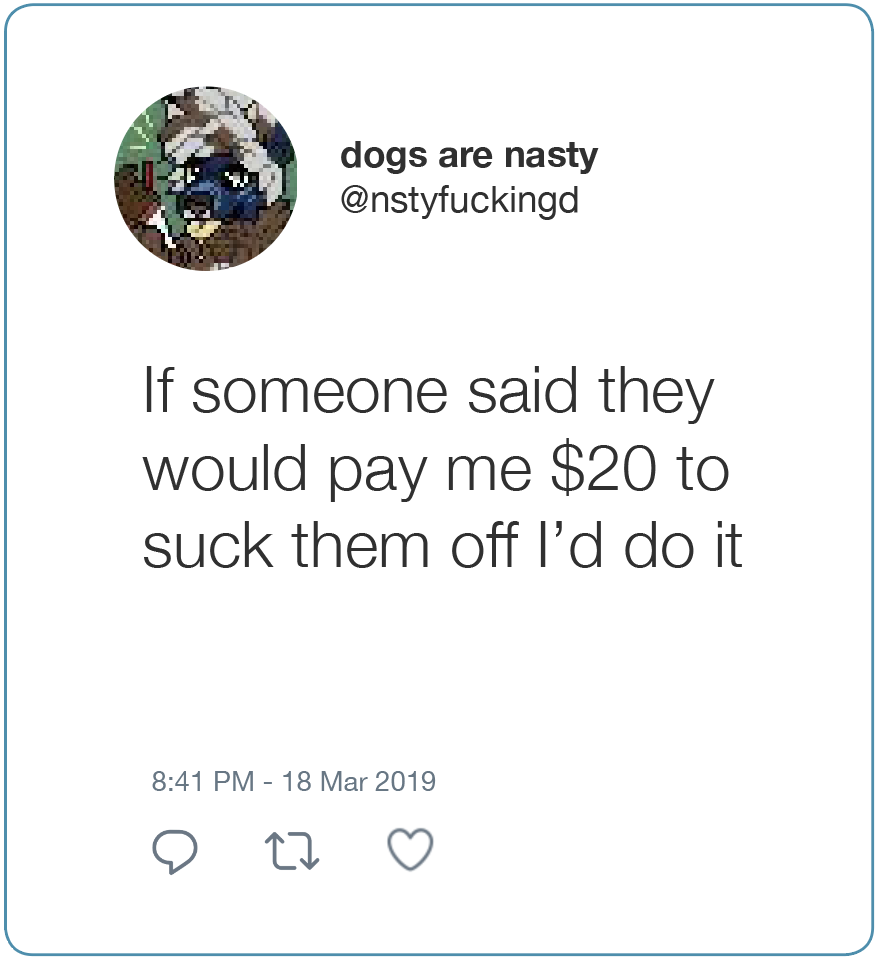 dogs are nasty
@nstyfuckingd
If someone said they
would pay me $20 to
suck them off I’d do it
8:41 PM - 18 Mar 2019